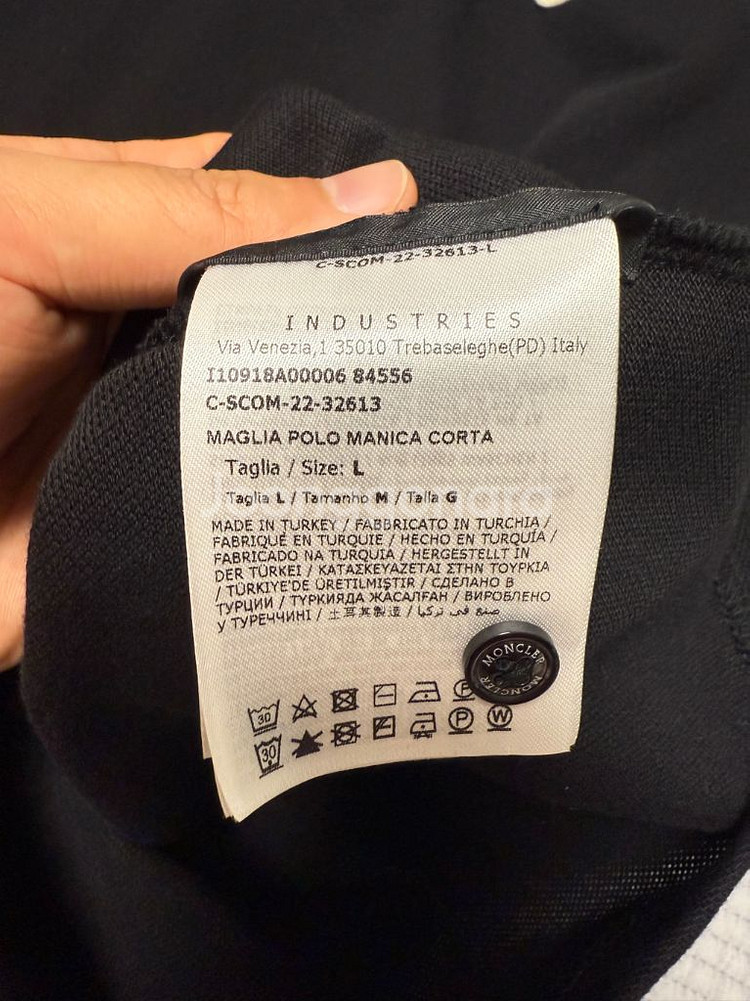 C-SCOM-22-32613-L
INDUSTRIES
Via Venezia,1 35010 Trebaseleghe(PD) Italy
I10918A00006 84556
C-SCOM-22-32613
MAGLIA POLO MANICA CORTA
Taglia / Size: L
Taglia L / Tamanho M / Talla G
MADE IN TURKEY / FABBRICATO IN TURCHIA /
FABRIQUÉ EN TURQUIE / HECHO EN TURQUÍA /
FABRICADO NA TURQUIA / HERGESTELLT IN
DER TÜRKEI / ΚΑΤΑΣΚΕΥΑΖΕΤΑΙ ΣΤΗΝ ΤΟΥΡΚΙΑ
/ TÜRKİYE'DE ÜRETİLMİŞTİR / СДЕЛАНО В
ТУРЦИИ / ТҮРКИЯДА ЖАСАЛҒАН / ВИРОБЛЕНО
У ТУРЕЧЧИНІ / 土耳其製造 / صنع في تركيا
MONCLER
MONCLER
30 P
30 P W